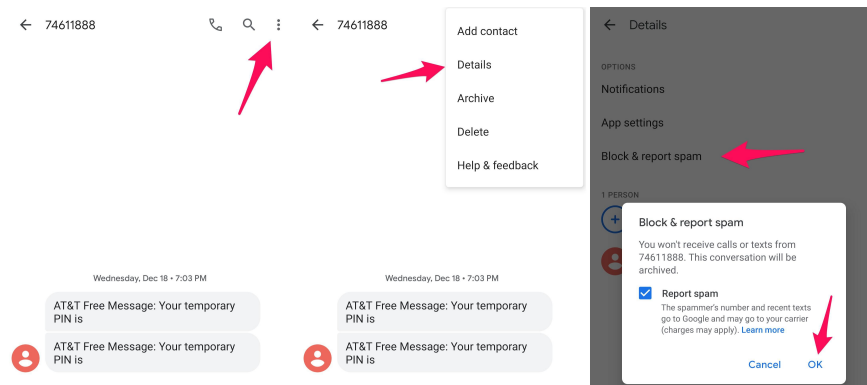 74611888
Wednesday, Dec 18 • 7:03 PM
AT&T Free Message: Your temporary
PIN is
AT&T Free Message: Your temporary
PIN is
74611888
Add contact
Details
Archive
Delete
Help & feedback
Wednesday, Dec 18 • 7:03 PM
AT&T Free Message: Your temporary
PIN is
AT&T Free Message: Your temporary
PIN is
Details
OPTIONS
Notifications
App settings
Block & report spam
1 PERSON
Block & report spam
You won't receive calls or texts from
74611888. This conversation will be
archived.
Report spam
The spammer's number and recent texts
go to Google and may go to your carrier
(charges may apply). Learn more
Cancel OK